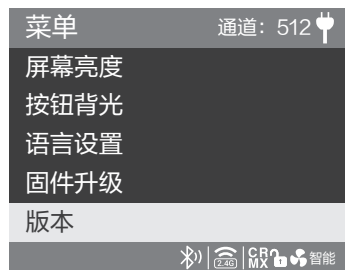 菜单 通道：512
屏幕亮度
按钮背光
语言设置
固件升级
版本
2.4G CRMX 智能